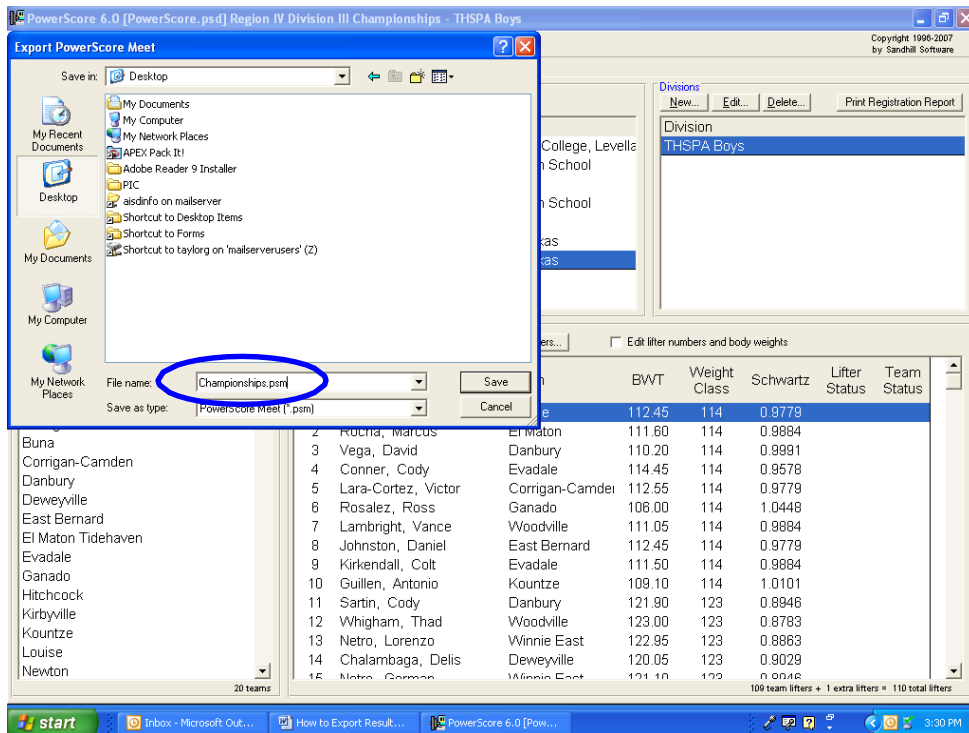 PowerScore 6.0 [PowerScore.psd] Region IV Division III Championships - THSPA Boys
Copyright 1996-2007
by Sandhill Software
Export PowerScore Meet
Save in:
Desktop
My Recent
Documents
Desktop
My Documents
My Computer
My Network
Places
My Documents
My Computer
My Network Places
APEX Pack It!
Adobe Reader 9 Installer
PIC
aisdinfo on mailserver
Shortcut to Desktop Items
Shortcut to Forms
Shortcut to taylorg on 'mailserverusers' (Z)
File name:
Championships.psm
Save
Save as type:
PowerScore Meet (*.psm)
Cancel
College, Levella
School
School
Divisions
New... Edit... Delete... Print Registration Report
Division
THSPA Boys
Edit lifter numbers and body weights
BWT Weight Class Schwartz Lifter Status Team Status
112.45 114 0.9779
2 Rocha, Marcus El Maton 111.60 114 0.9884
3 Vega, David Danbury 110.20 114 0.9991
4 Conner, Cody Evadale 114.45 114 0.9578
5 Lara-Cortez, Victor Corrigan-Camder 112.55 114 0.9779
6 Rosalez, Ross Ganado 106.00 114 1.0448
7 Lambright, Vance Woodville 111.05 114 0.9884
8 Johnston, Daniel East Bernard 112.45 114 0.9779
9 Kirkendall, Colt Evadale 111.50 114 0.9884
10 Guillen, Antonio Kountze 109.10 114 1.0101
11 Sartin, Cody Danbury 121.90 123 0.8946
12 Whigham, Thad Woodville 123.00 123 0.8783
13 Netro, Lorenzo Winnie East 122.95 123 0.8863
14 Chalambaga, Delis Deweyville 120.05 123 0.9029
15 Netro, German Winnie East 121.10 123 0.8946
Buna
Corrigan-Camden
Danbury
Deweyville
East Bernard
El Maton Tidehaven
Evadale
Ganado
Hitchcock
Kirbyville
Kountze
Louise
Newton
20 teams
109 team lifters + 1 extra lifters = 110 total lifters
start
Inbox - Microsoft Out...
How to Export Result...
PowerScore 6.0 [Pow...
3:30 PM